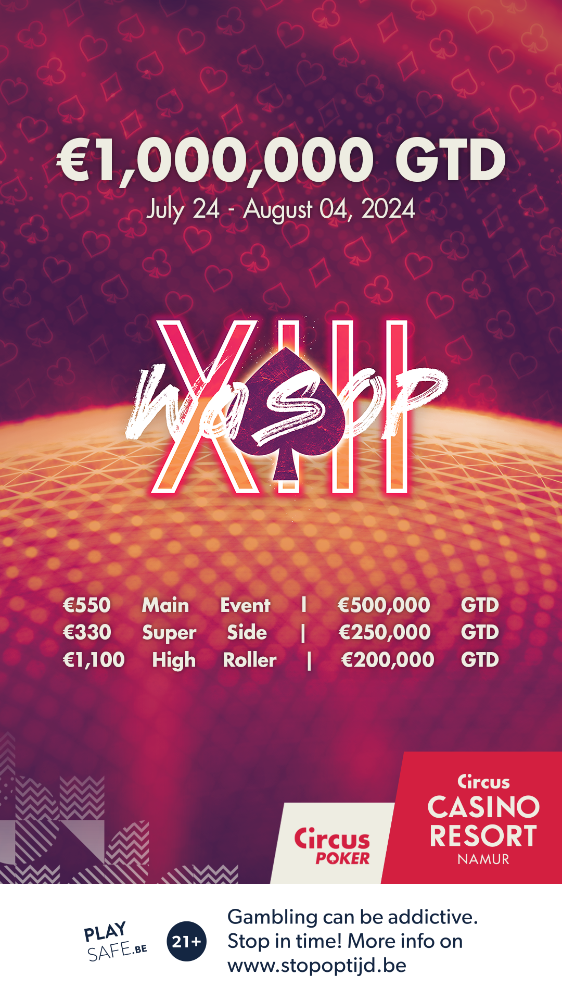 €1,000,000 GTD
July 24 - August 04, 2024
XIII
WaSOP
€550 Main Event | €500,000 GTD
€330 Super Side | €250,000 GTD
€1,100 High Roller | €200,000 GTD
Circus
CASINO
RESORT
NAMUR
Circus
POKER
PLAY
SAFE.BE
21+
Gambling can be addictive.
Stop in time! More info on
www.stopoptijd.be